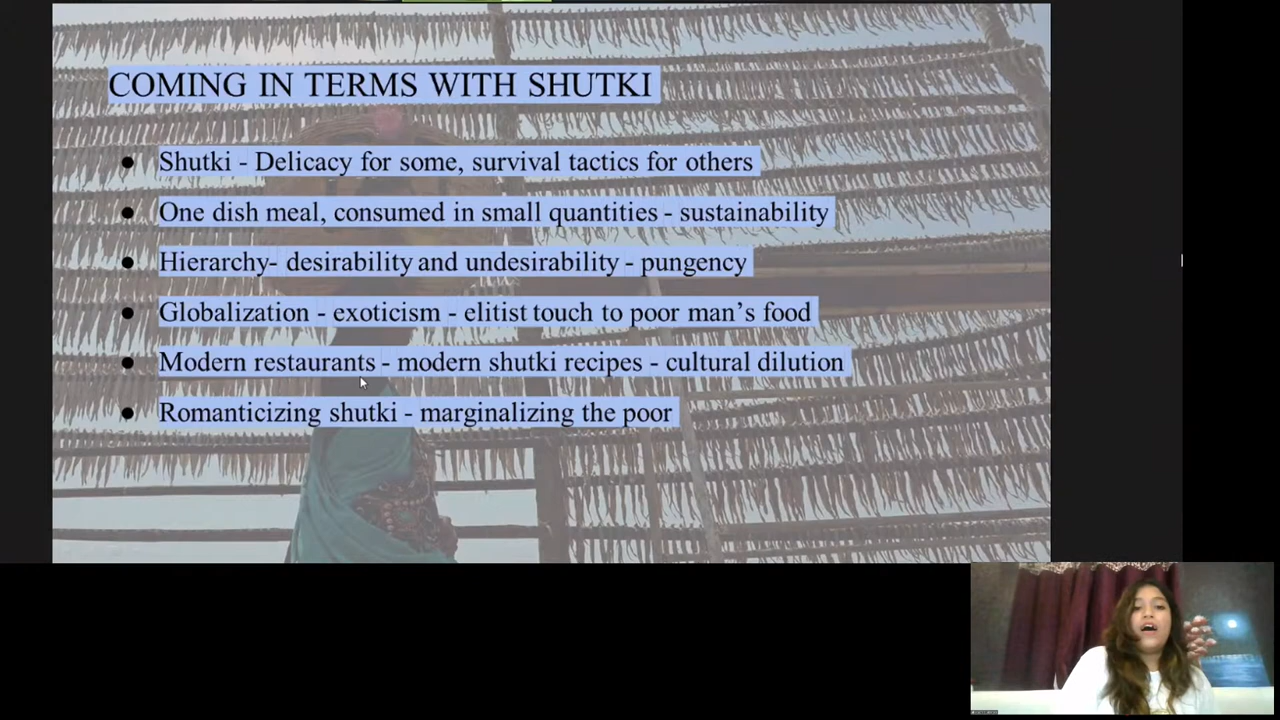 COMING IN TERMS WITH SHUTKI
● Shutki - Delicacy for some, survival tactics for others
● One dish meal, consumed in small quantities - sustainability
● Hierarchy- desirability and undesirability - pungency
● Globalization - exoticism - elitist touch to poor man’s food
● Modern restaurants - modern shutki recipes - cultural dilution
● Romanticizing shutki - marginalizing the poor